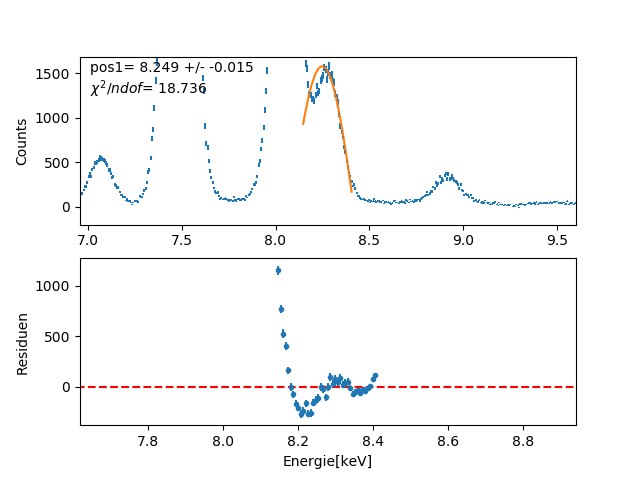 pos1= 8.249 +/- -0.015
χ²/ndof= 18.736
1500
1000
500
0
Counts
7.0 7.5 8.0 8.5 9.0 9.5
1000
500
0
Residuen
7.8 8.0 8.2 8.4 8.6 8.8
Energie[keV]